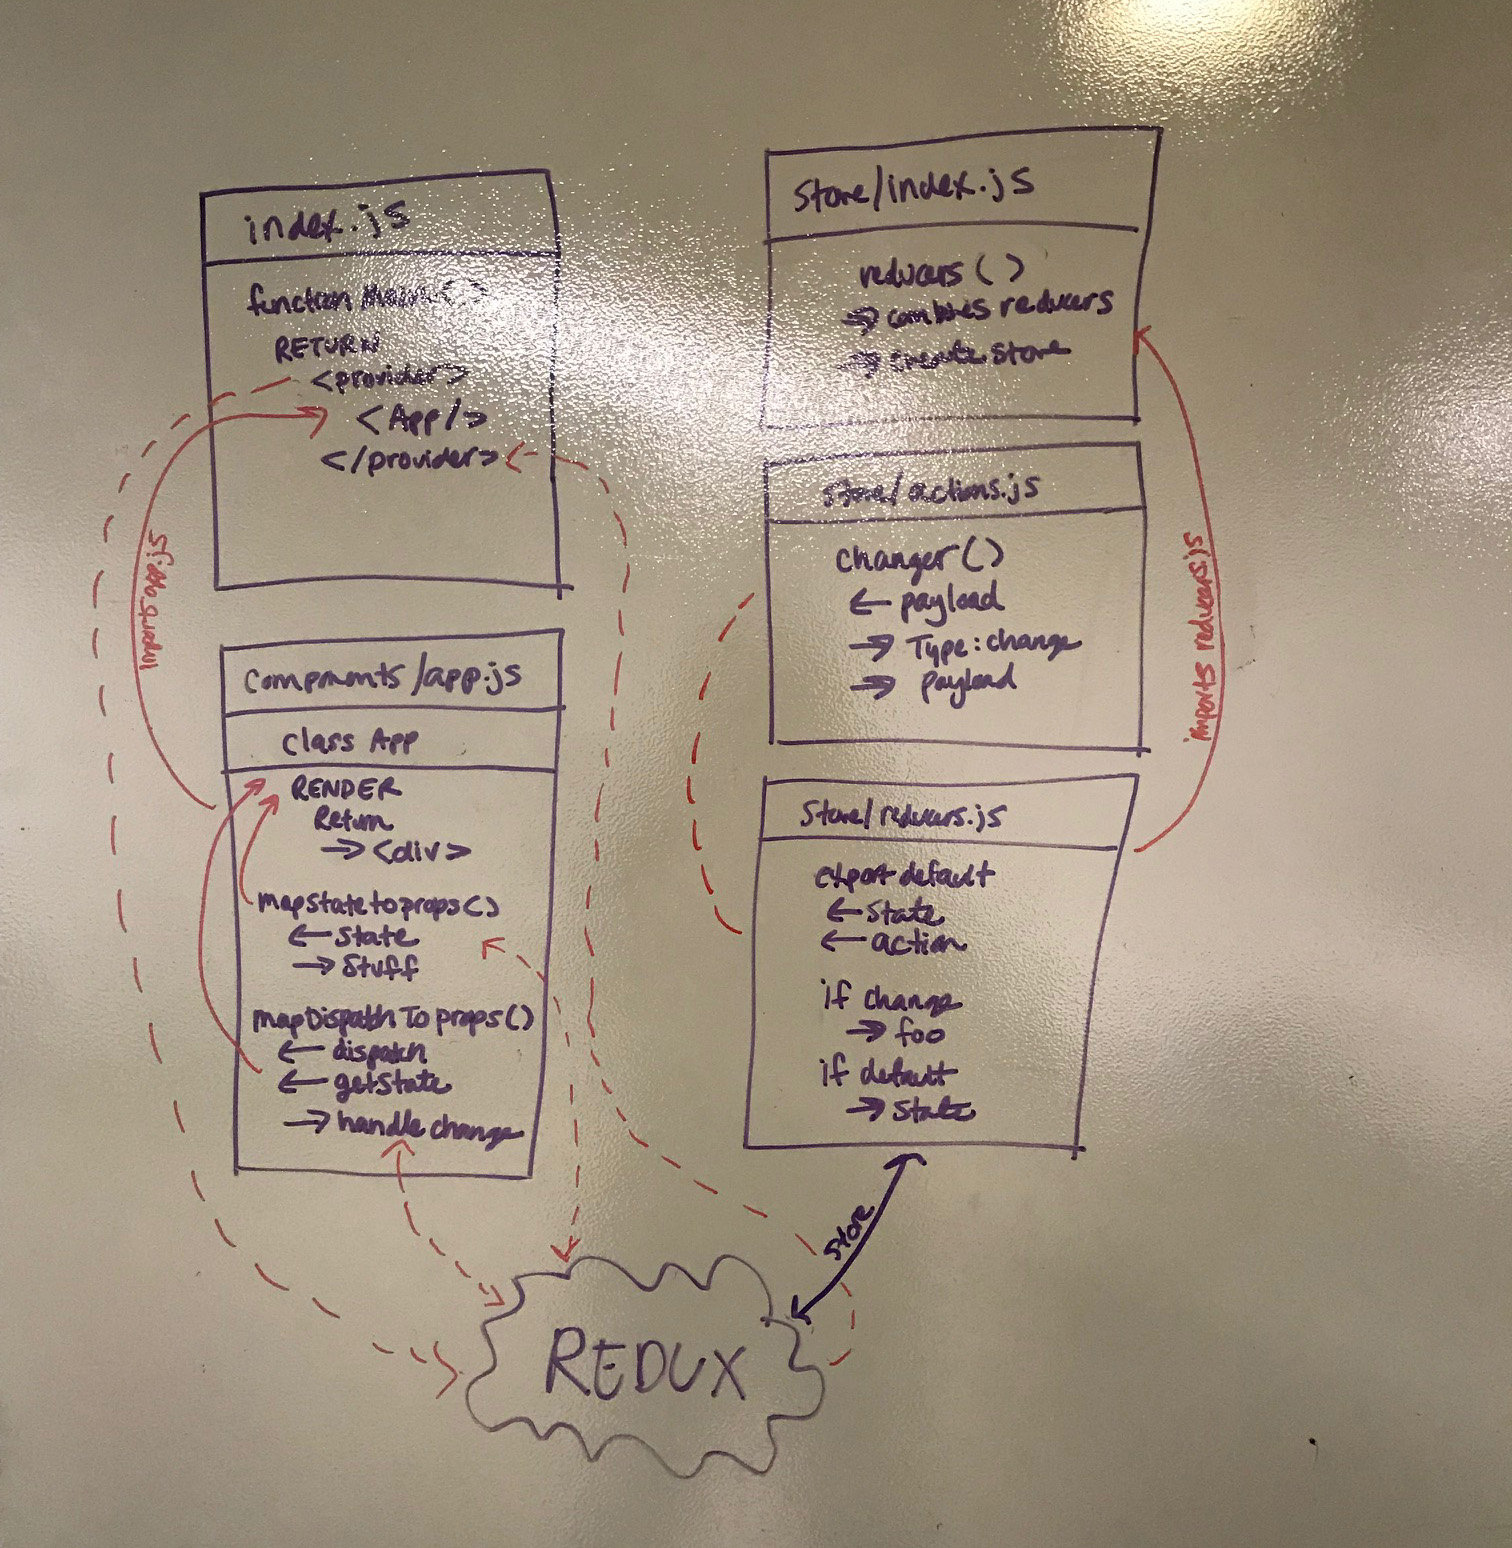 index.js
function Main()
RETURN
<provider>
<App/>
</provider>
imports app.js
components/app.js
class App
RENDER
Return
→ <div>
mapstatetoprops()
← state
→ stuff
mapDispatchToprops()
← dispatch
← getstate
→ handle change
Store/index.js
reducers()
→ combines reducers
→ create store
store/actions.js
changer()
← payload
→ Type: change
→ payload
Store/reducers.js
export default
← state
← action
if change
→ foo
if default
→ state
imports reducers.js
store
REDUX